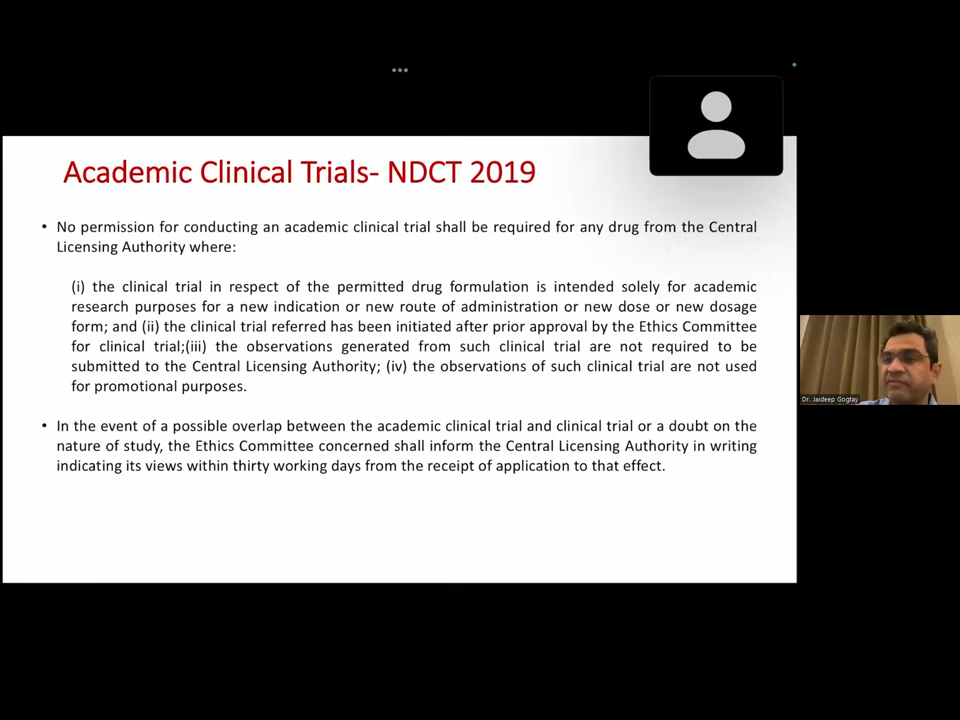 Academic Clinical Trials- NDCT 2019
• No permission for conducting an academic clinical trial shall be required for any drug from the Central
Licensing Authority where:
(i) the clinical trial in respect of the permitted drug formulation is intended solely for academic
research purposes for a new indication or new route of administration or new dose or new dosage
form; and (ii) the clinical trial referred has been initiated after prior approval by the Ethics Committee
for clinical trial;(iii) the observations generated from such clinical trial are not required to be
submitted to the Central Licensing Authority; (iv) the observations of such clinical trial are not used
for promotional purposes.
• In the event of a possible overlap between the academic clinical trial and clinical trial or a doubt on the
nature of study, the Ethics Committee concerned shall inform the Central Licensing Authority in writing
indicating its views within thirty working days from the receipt of application to that effect.
Dr. Jaideep Gogtay